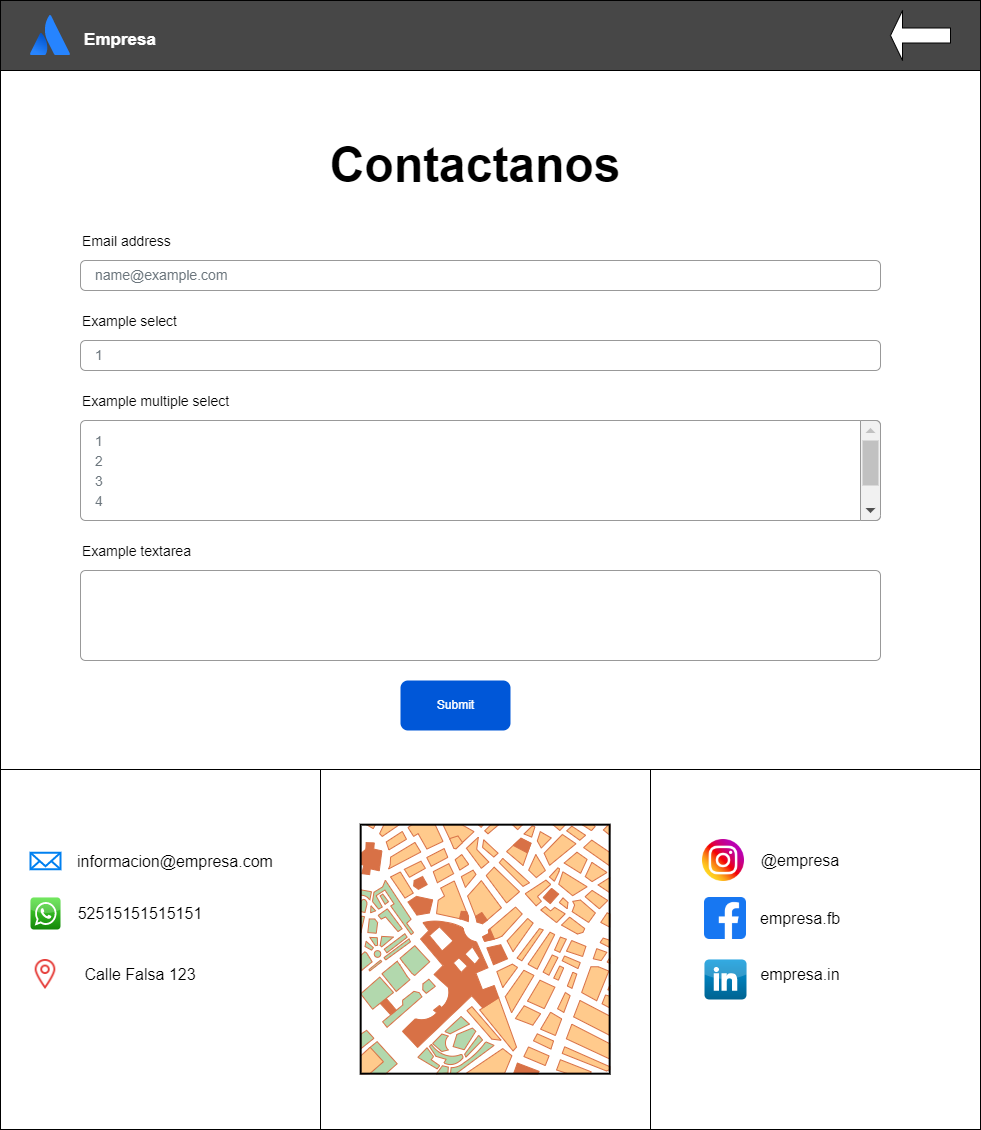 Empresa
Contactanos
Email address
name@example.com
Example select
1
Example multiple select
1
2
3
4
Example textarea
Submit
informacion@empresa.com
52515151515151
Calle Falsa 123
@empresa
empresa.fb
in
empresa.in